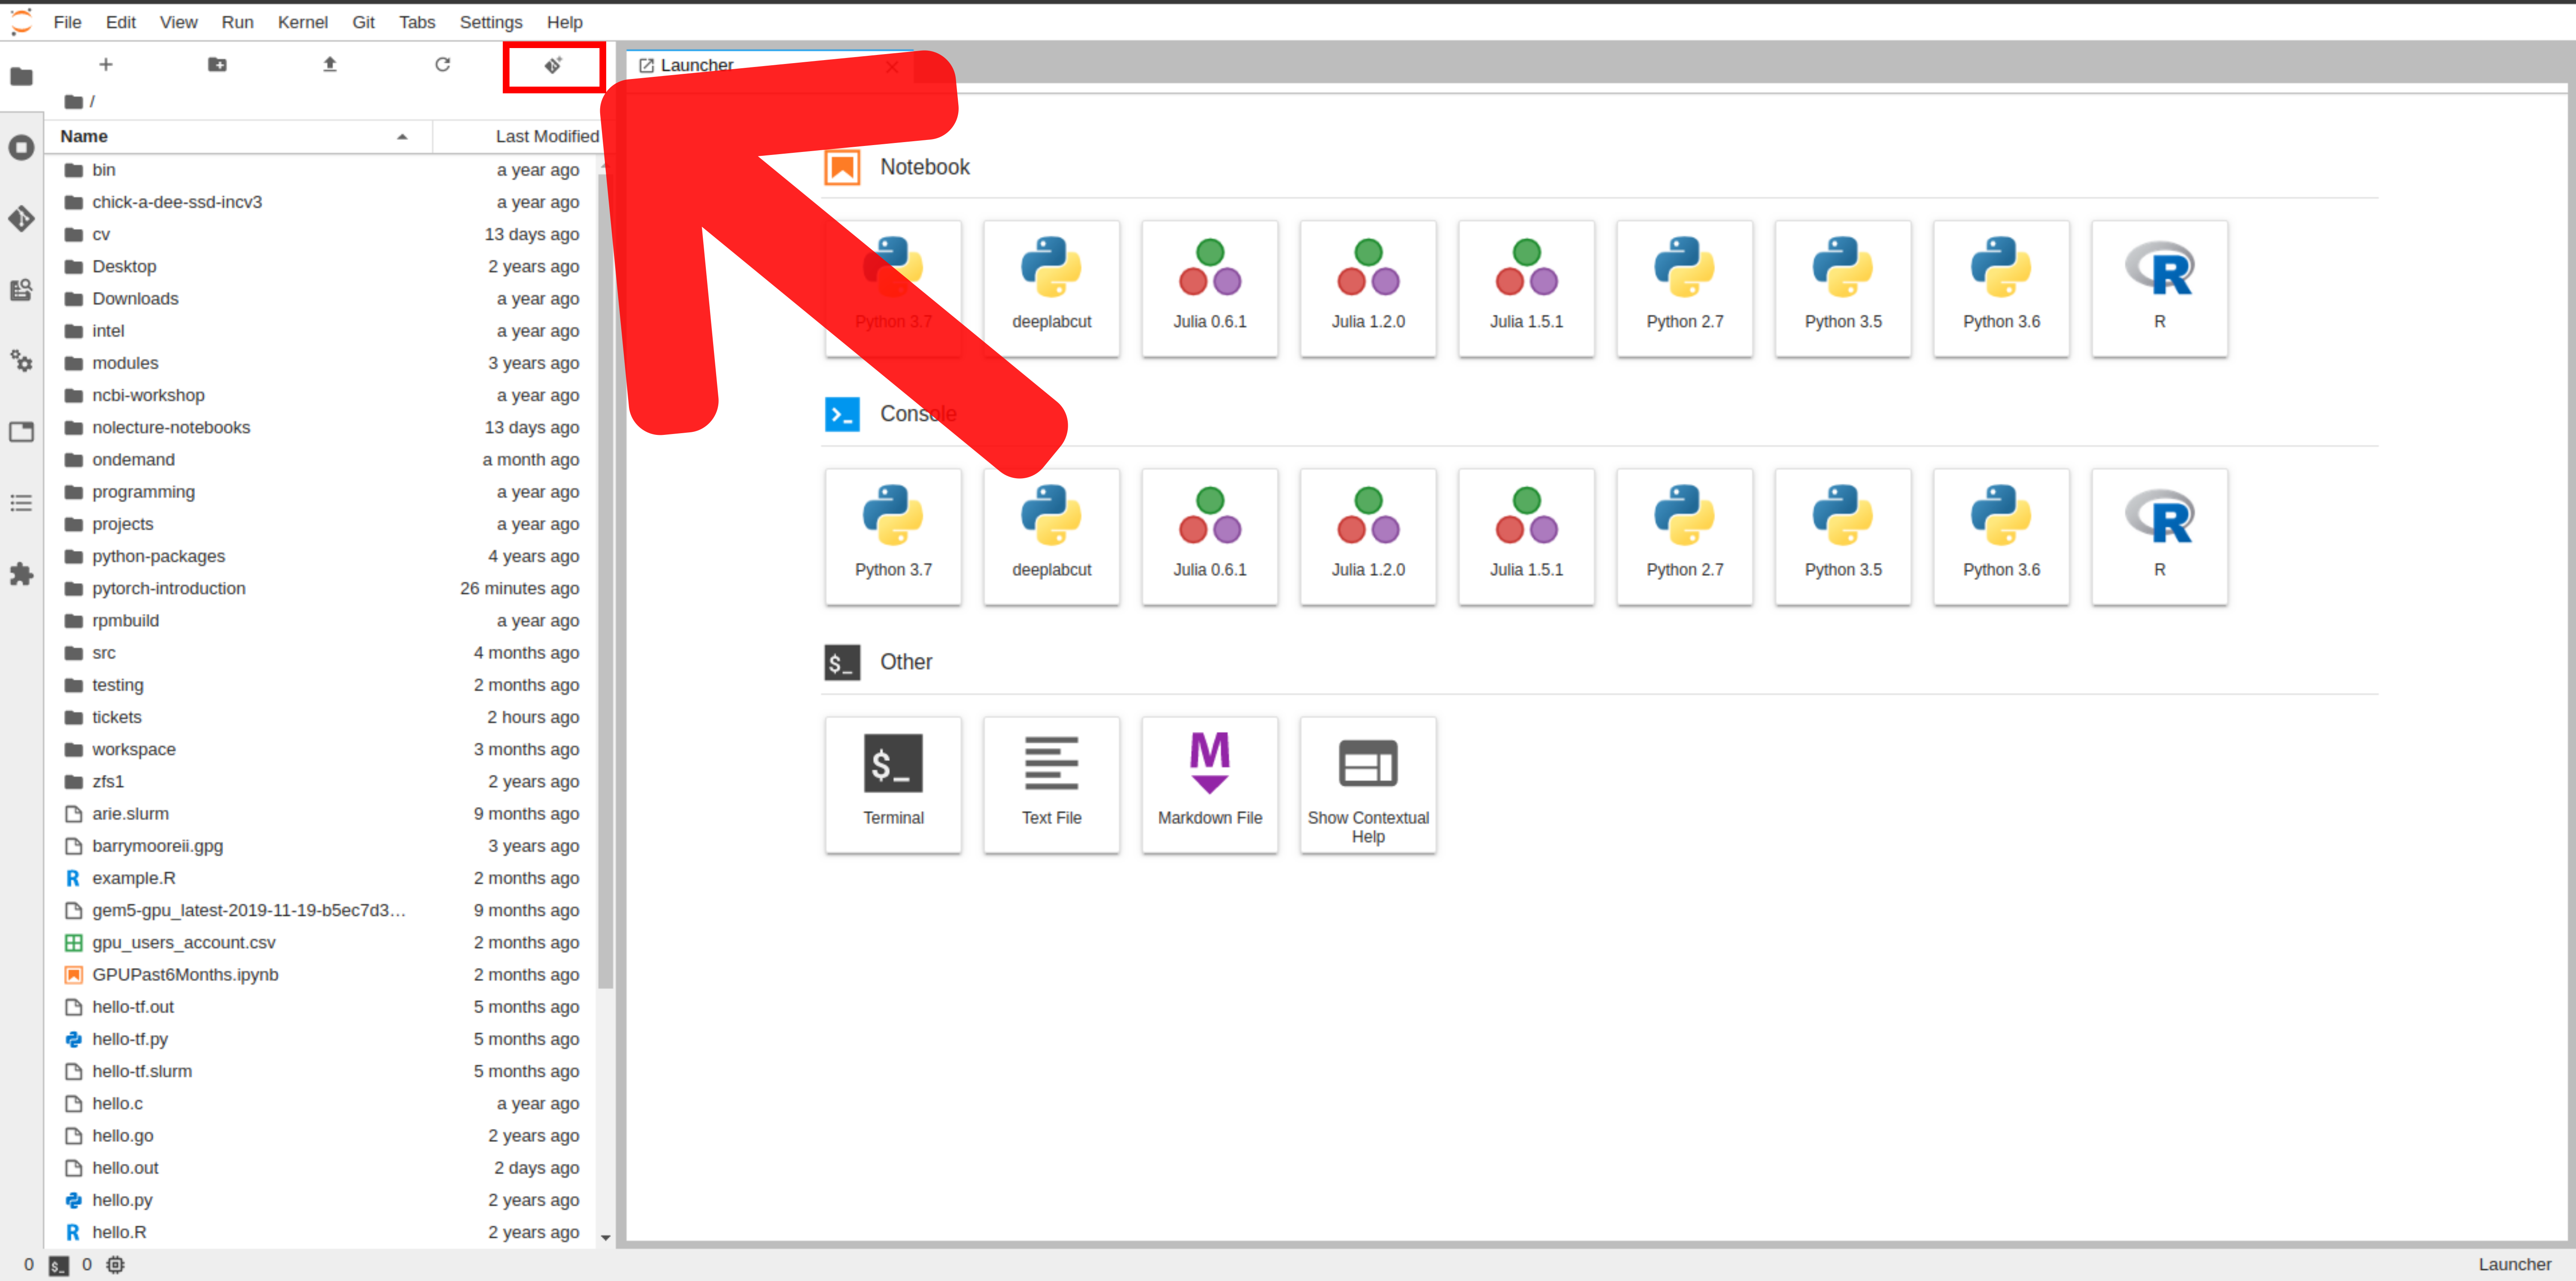 File Edit View Run Kernel Git Tabs Settings Help
Launcher
/
Name Last Modified
bin a year ago
chick-a-dee-ssd-incv3 a year ago
cv 13 days ago
Desktop 2 years ago
Downloads a year ago
intel a year ago
modules 3 years ago
ncbi-workshop a year ago
nolecture-notebooks 13 days ago
ondemand a month ago
programming a year ago
projects a year ago
python-packages 4 years ago
pytorch-introduction 26 minutes ago
rpmbuild a year ago
src 4 months ago
testing 2 months ago
tickets 2 hours ago
workspace 3 months ago
zfs1 2 years ago
arie.slurm 9 months ago
barrymooreii.gpg 3 years ago
example.R 2 months ago
gem5-gpu_latest-2019-11-19-b5ec7d3... 9 months ago
gpu_users_account.csv 2 months ago
GPUPast6Months.ipynb 2 months ago
hello-tf.out 5 months ago
hello-tf.py 5 months ago
hello-tf.slurm 5 months ago
hello.c a year ago
hello.go 2 years ago
hello.out 2 days ago
hello.py 2 years ago
hello.R 2 years ago
Notebook
Python 3.7 deeplabcut Julia 0.6.1 Julia 1.2.0 Julia 1.5.1 Python 2.7 Python 3.5 Python 3.6 R
Console
Python 3.7 deeplabcut Julia 0.6.1 Julia 1.2.0 Julia 1.5.1 Python 2.7 Python 3.5 Python 3.6 R
$_ Other
$_ M
Terminal Text File Markdown File Show Contextual
Help
0 $_ 0 Launcher